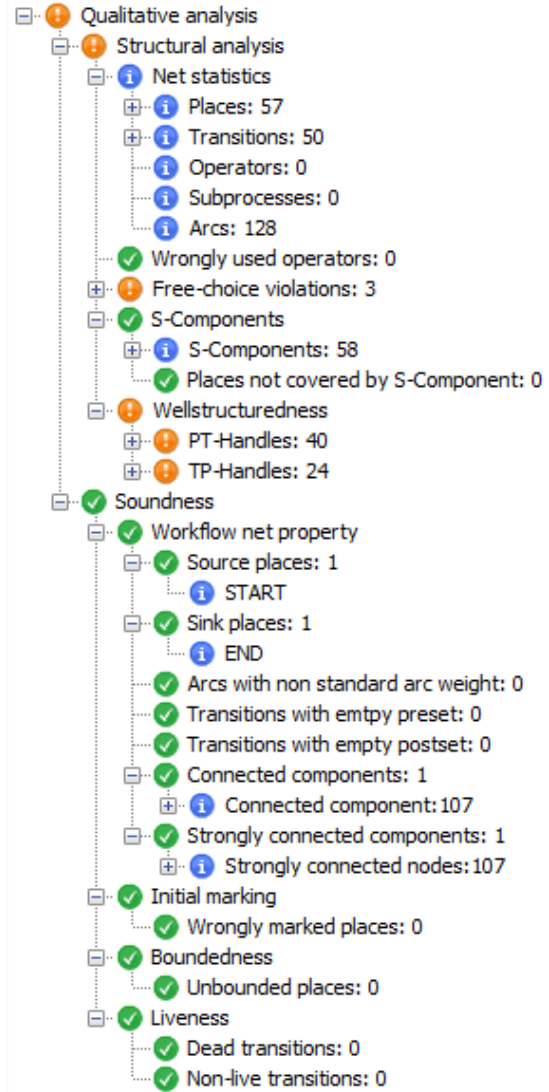 Qualitative analysis
Structural analysis
Net statistics
Places: 57
Transitions: 50
Operators: 0
Subprocesses: 0
Arcs: 128
Wrongly used operators: 0
Free-choice violations: 3
S-Components
S-Components: 58
Places not covered by S-Component: 0
Wellstructuredness
PT-Handles: 40
TP-Handles: 24
Soundness
Workflow net property
Source places: 1
START
Sink places: 1
END
Arcs with non standard arc weight: 0
Transitions with emtpy preset: 0
Transitions with empty postset: 0
Connected components: 1
Connected component:107
Strongly connected components: 1
Strongly connected nodes:107
Initial marking
Wrongly marked places: 0
Boundedness
Unbounded places: 0
Liveness
Dead transitions: 0
Non-live transitions: 0